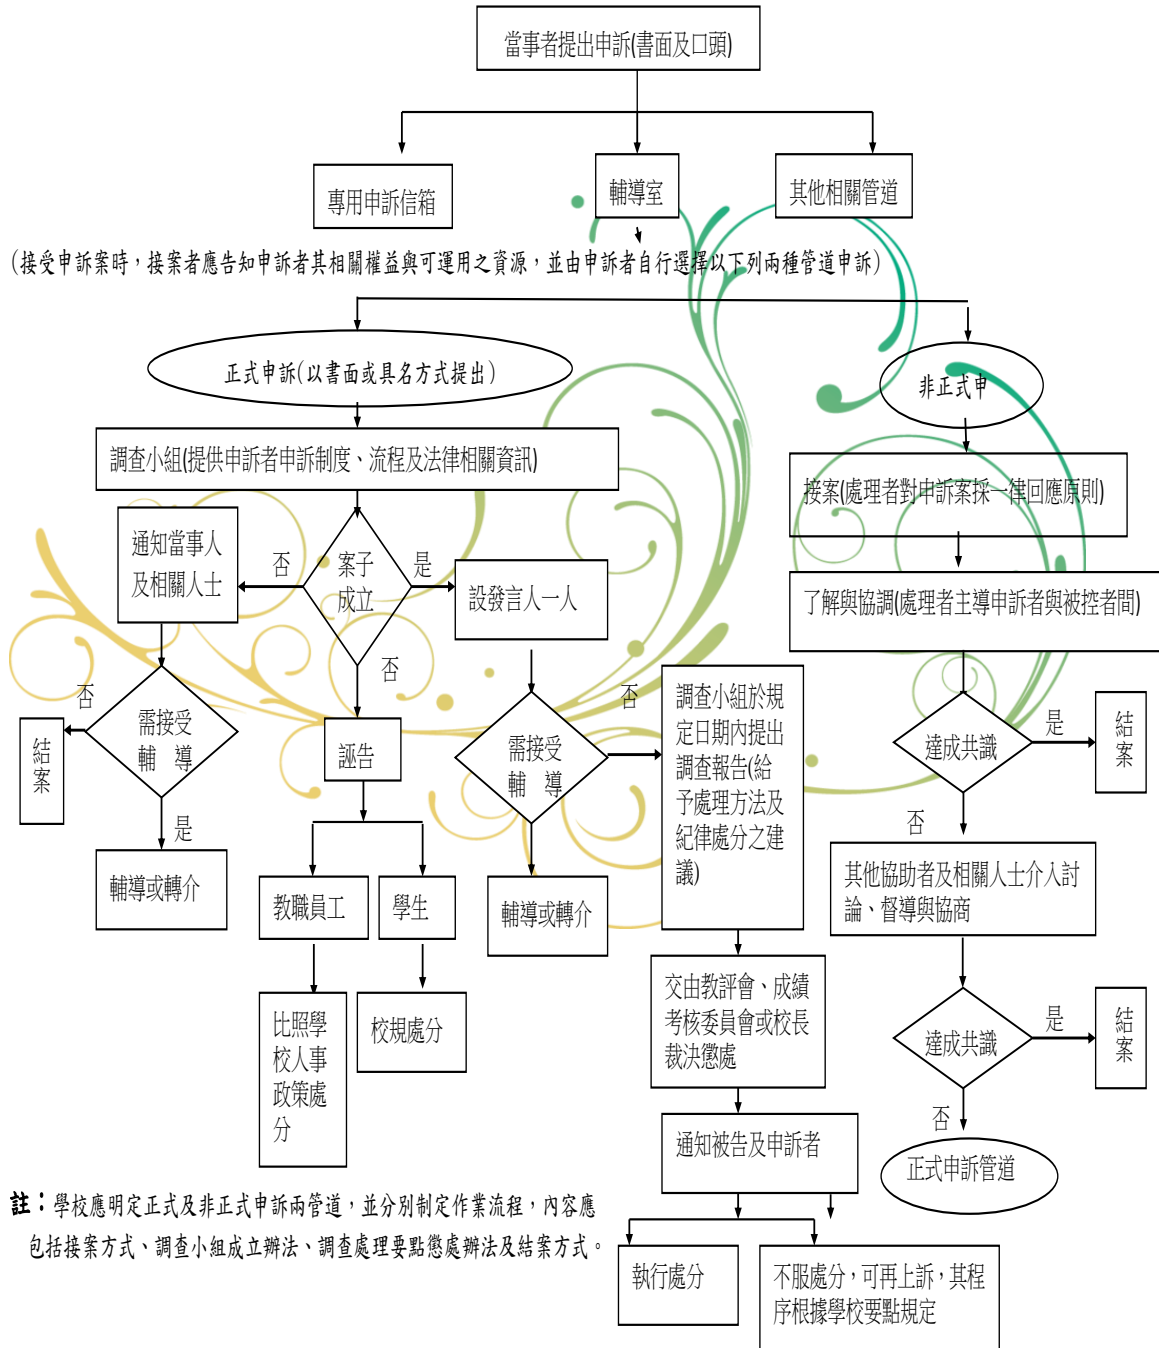 當事者提出申訴(書面及口頭)
專用申訴信箱
輔導室
其他相關管道
(接受申訴案時，接案者應告知申訴者其相關權益與可運用之資源，並由申訴者自行選擇以下列兩種管道申訴)
正式申訴(以書面或具名方式提出)
非正式申
調查小組(提供申訴者申訴制度、流程及法律相關資訊)
接案(處理者對申訴案採一律回應原則)
通知當事人
及相關人士
否
案子
成立
是
設發言人一人
了解與協調(處理者主導申訴者與被控者間)
否
否
需接受
輔 導
結
案
是
輔導或轉介
誣告
教職員工
學生
比照學
校人事
政策處
分
校規處分
需接受
輔 導
否
輔導或轉介
調查小組於規
定日期內提出
調查報告(給
予處理方法及
紀律處分之建
議)
交由教評會、成績
考核委員會或校長
裁決懲處
通知被告及申訴者
執行處分
不服處分，可再上訴，其程
序根據學校要點規定
達成共識
是
結
案
否
其他協助者及相關人士介入討
論、督導與協商
達成共識
是
結
案
否
正式申訴管道
註：學校應明定正式及非正式申訴兩管道，並分別制定作業流程，內容應
包括接案方式、調查小組成立辦法、調查處理要點懲處辦法及結案方式。